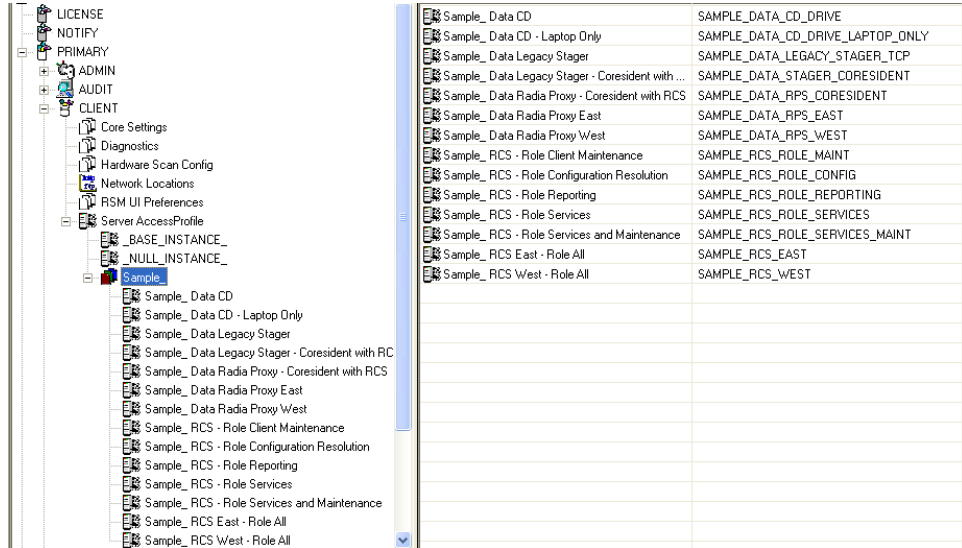 LICENSE
NOTIFY
PRIMARY
ADMIN
AUDIT
CLIENT
Core Settings
Diagnostics
Hardware Scan Config
Network Locations
RSM UI Preferences
Server AccessProfile
_BASE_INSTANCE_
_NULL_INSTANCE_
Sample_
Sample_ Data CD
Sample_ Data CD - Laptop Only
Sample_ Data Legacy Stager
Sample_ Data Legacy Stager - Coresident with RC
Sample_ Data Radia Proxy - Coresident with RCS
Sample_ Data Radia Proxy East
Sample_ Data Radia Proxy West
Sample_ RCS - Role Client Maintenance
Sample_ RCS - Role Configuration Resolution
Sample_ RCS - Role Reporting
Sample_ RCS - Role Services
Sample_ RCS - Role Services and Maintenance
Sample_ RCS East - Role All
Sample_ RCS West - Role All
Sample_ Data CD SAMPLE_DATA_CD_DRIVE
Sample_ Data CD - Laptop Only SAMPLE_DATA_CD_DRIVE_LAPTOP_ONLY
Sample_ Data Legacy Stager SAMPLE_DATA_LEGACY_STAGER_TCP
Sample_ Data Legacy Stager - Coresident with ... SAMPLE_DATA_STAGER_CORESIDENT
Sample_ Data Radia Proxy - Coresident with RCS SAMPLE_DATA_RPS_CORESIDENT
Sample_ Data Radia Proxy East SAMPLE_DATA_RPS_EAST
Sample_ Data Radia Proxy West SAMPLE_DATA_RPS_WEST
Sample_ RCS - Role Client Maintenance SAMPLE_RCS_ROLE_MAINT
Sample_ RCS - Role Configuration Resolution SAMPLE_RCS_ROLE_CONFIG
Sample_ RCS - Role Reporting SAMPLE_RCS_ROLE_REPORTING
Sample_ RCS - Role Services SAMPLE_RCS_ROLE_SERVICES
Sample_ RCS - Role Services and Maintenance SAMPLE_RCS_ROLE_SERVICES_MAINT
Sample_ RCS East - Role All SAMPLE_RCS_EAST
Sample_ RCS West - Role All SAMPLE_RCS_WEST